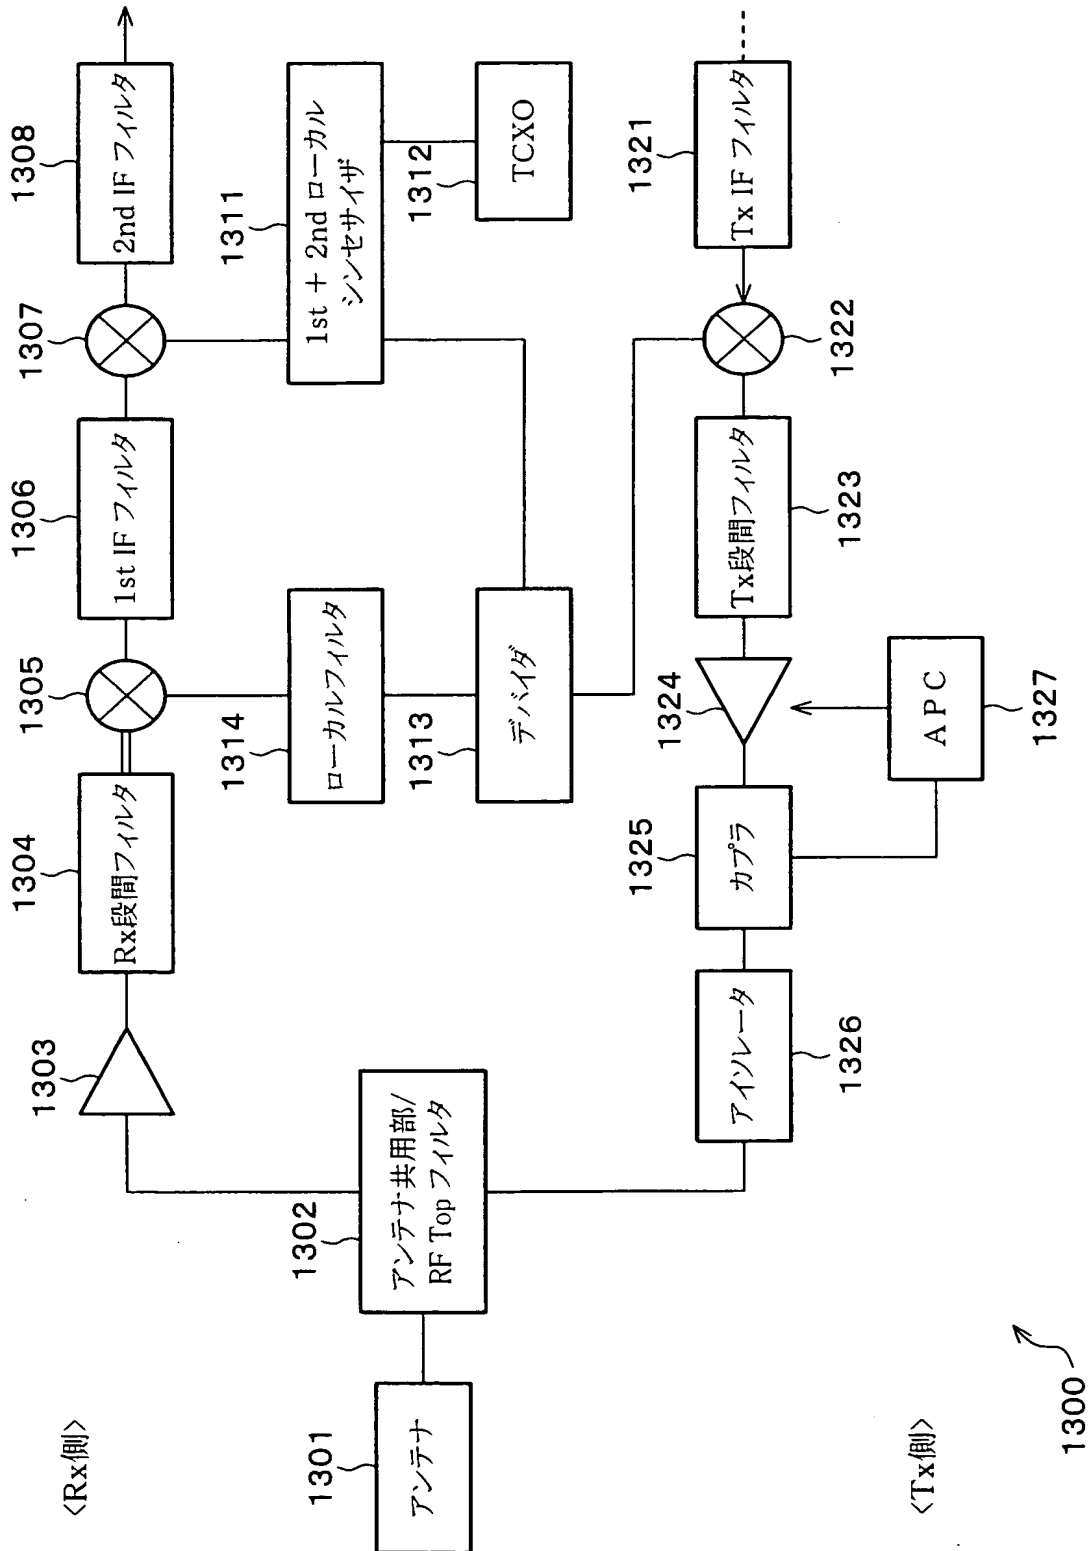 <Rx側>
1301
アンテナ
1302
アンテナ共用部/
RF Top フィルタ
1303
1304
Rx段間フィルタ
1305
1306
1st IF フィルタ
1307
1308
2nd IF フィルタ
1314
ローカルフィルタ
1313
デバイダ
1311
1st + 2nd ローカル
シンセサイザ
1312
TCXO
1321
Tx IF フィルタ
1322
1323
Tx段間フィルタ
1324
1325
カプラ
1326
アイソレータ
1327
APC
<Tx側>
1300